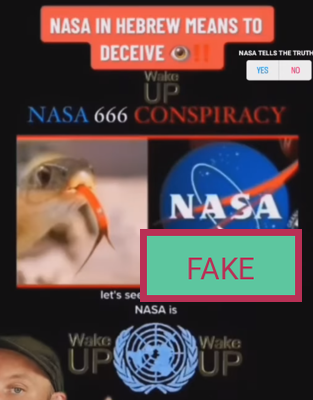 NASA IN HEBREW MEANS TO
DECEIVE 👁️‼️
NASA TELLS THE TRUTH
YES NO
Wake
UP
NASA 666 CONSPIRACY
NASA
FAKE
let's see
NASA is
Wake
UP
Wake
UP